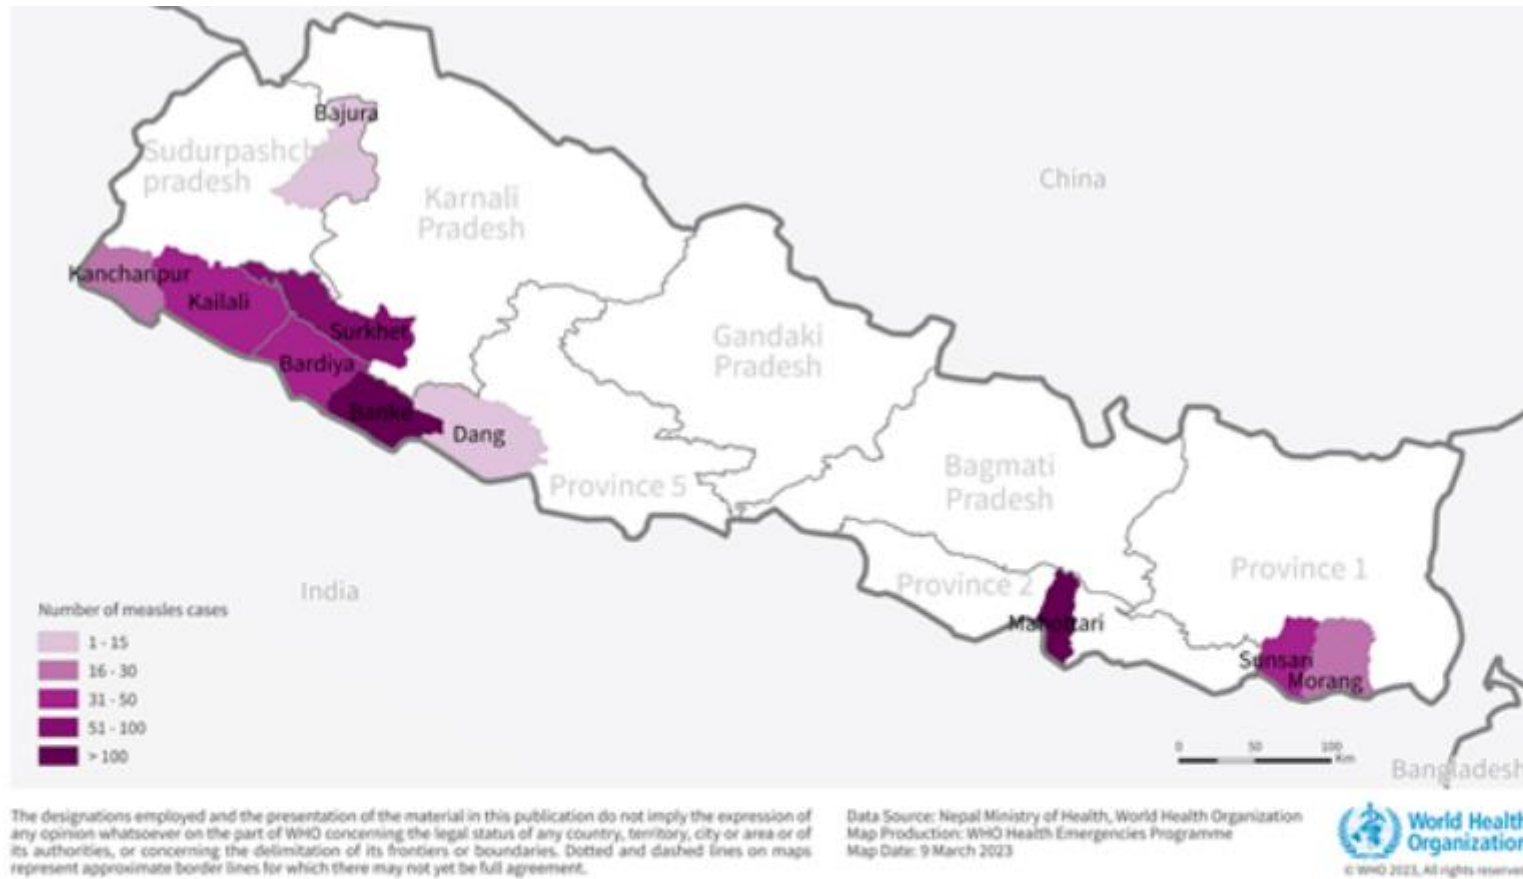 Bajura
Sudurpashch
pradesh
China
Karnali
Pradesh
Kanchanpur
Kailali
Surkhet
Gandaki
Pradesh
Bardiya
Banke
Dang
Bagmati
Pradesh
Province 5
Province 1
Province 2
India
Mahottari
Sunsari
Morang
Number of measles cases
1 - 15
16 - 30
31 - 50
51 - 100
> 100
0 50 100
Km
Bangladesh
The designations employed and the presentation of the material in this publication do not imply the expression of
any opinion whatsoever on the part of WHO concerning the legal status of any country, territory, city or area or of
its authorities, or concerning the delimitation of its frontiers or boundaries. Dotted and dashed lines on maps
represent approximate border lines for which there may not yet be full agreement.
Data Source: Nepal Ministry of Health, World Health Organization
Map Production: WHO Health Emergencies Programme
Map Date: 9 March 2023
World Health
Organization
© WHO 2023, All rights reserved